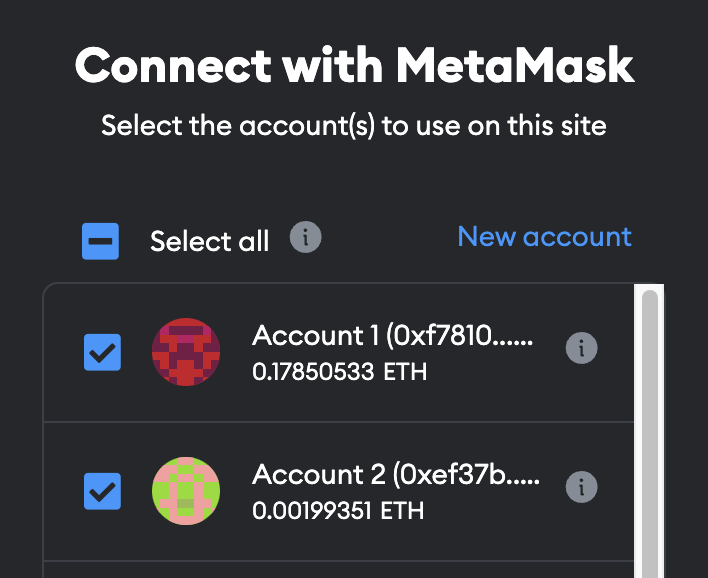 Connect with MetaMask
Select the account(s) to use on this site
Select all
New account
Account 1 (0xf7810......
0.17850533 ETH
Account 2 (0xef37b.....
0.00199351 ETH